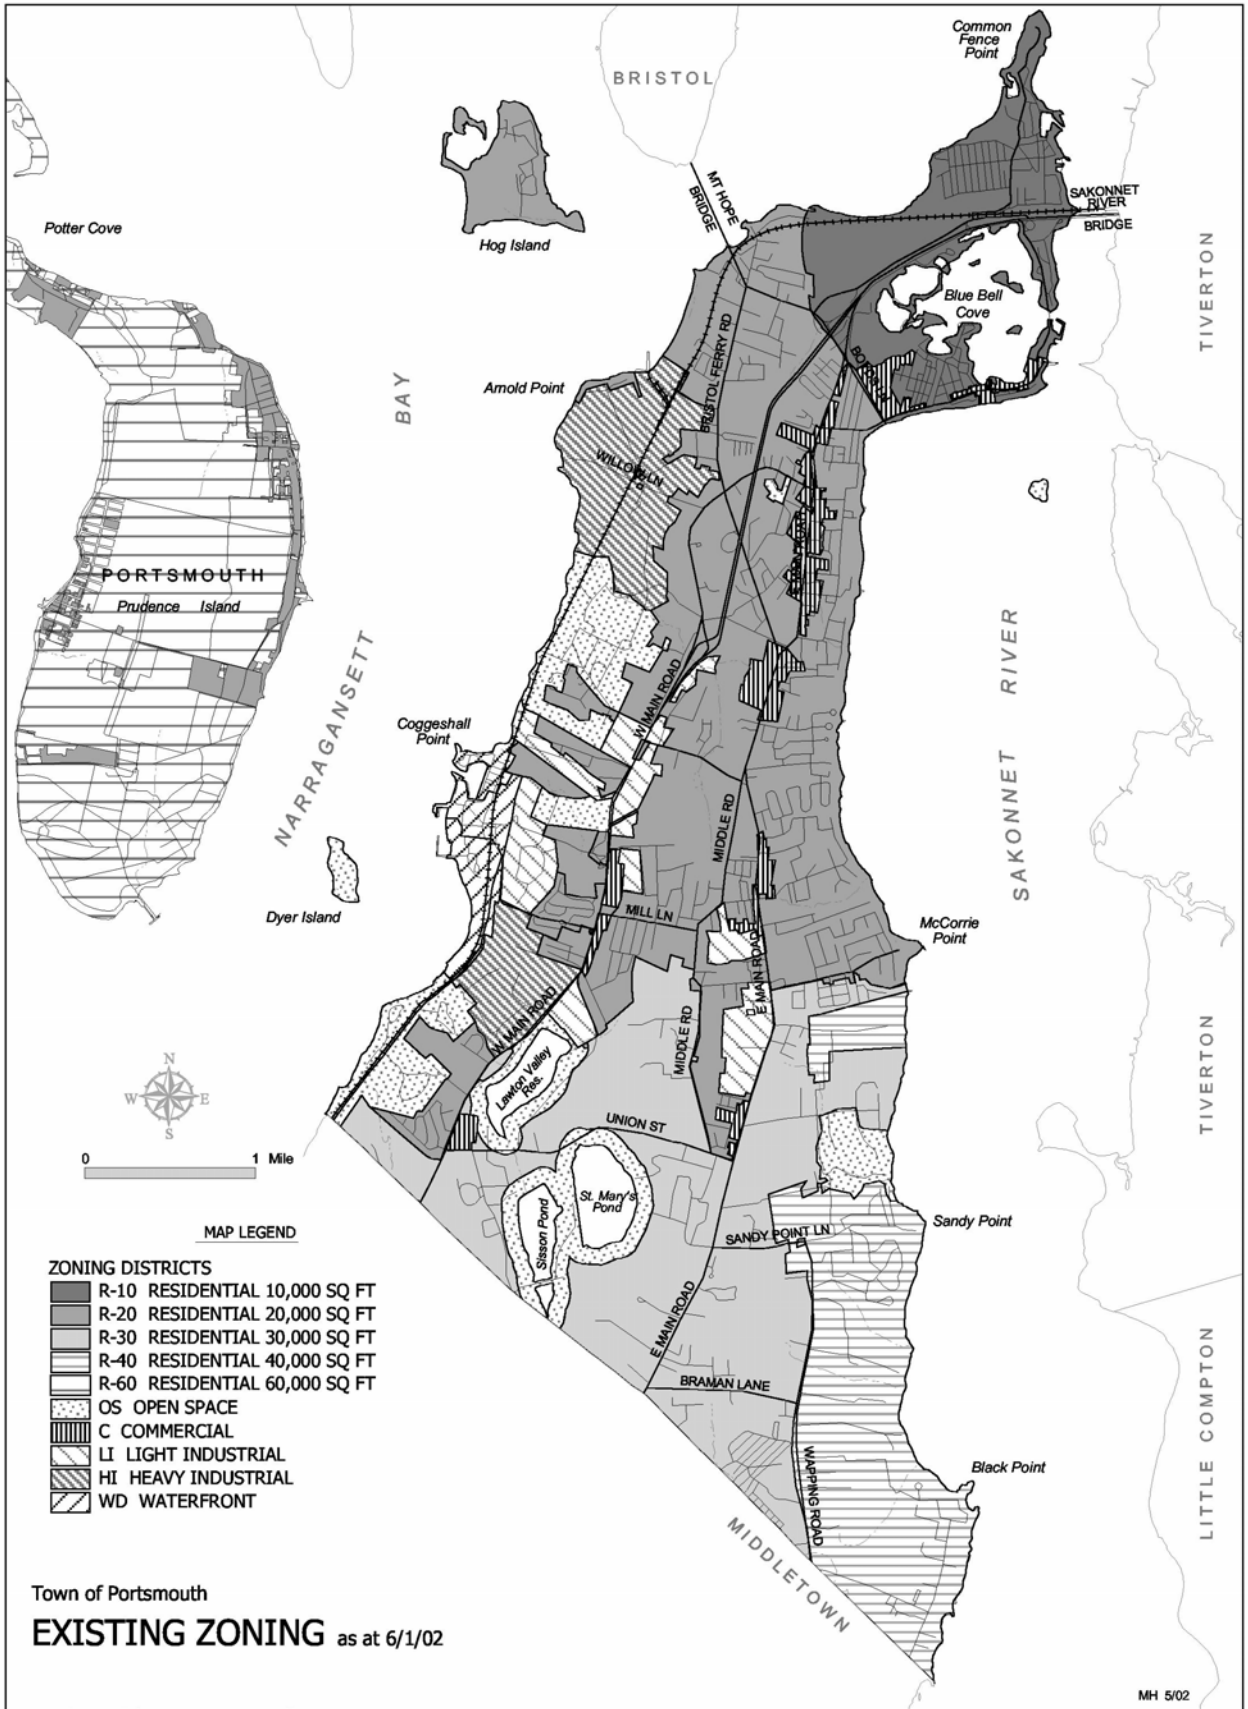 Common
Fence
Point
BRISTOL
MT HOPE
BRIDGE
SAKONNET
RIVER
BRIDGE
Potter Cove
Hog Island
TIVERTON
Blue Bell
Cove
BRISTOL FERRY RD
Arnold Point
BAY
WILLOW LN
E MAIN ROAD
PORTSMOUTH
Prudence Island
SAKONNET RIVER
NARRAGANSETT
W MAIN ROAD
Coggeshall
Point
MIDDLE RD
Dyer Island
MILL LN
McCorrie
Point
E MAIN ROAD
W MAIN ROAD
MIDDLE RD
TIVERTON
N
W E
S
Lawton Valley
Res.
UNION ST
0 1 Mile
St. Mary's
Pond
Sisson Pond
SANDY POINT LN
Sandy Point
MAP LEGEND
ZONING DISTRICTS
R-10 RESIDENTIAL 10,000 SQ FT
R-20 RESIDENTIAL 20,000 SQ FT
R-30 RESIDENTIAL 30,000 SQ FT
R-40 RESIDENTIAL 40,000 SQ FT
R-60 RESIDENTIAL 60,000 SQ FT
OS OPEN SPACE
C COMMERCIAL
LI LIGHT INDUSTRIAL
HI HEAVY INDUSTRIAL
WD WATERFRONT
E MAIN ROAD
BRAMAN LANE
LITTLE COMPTON
Black Point
WAPPING ROAD
MIDDLETOWN
Town of Portsmouth
EXISTING ZONING as at 6/1/02
MH 5/02